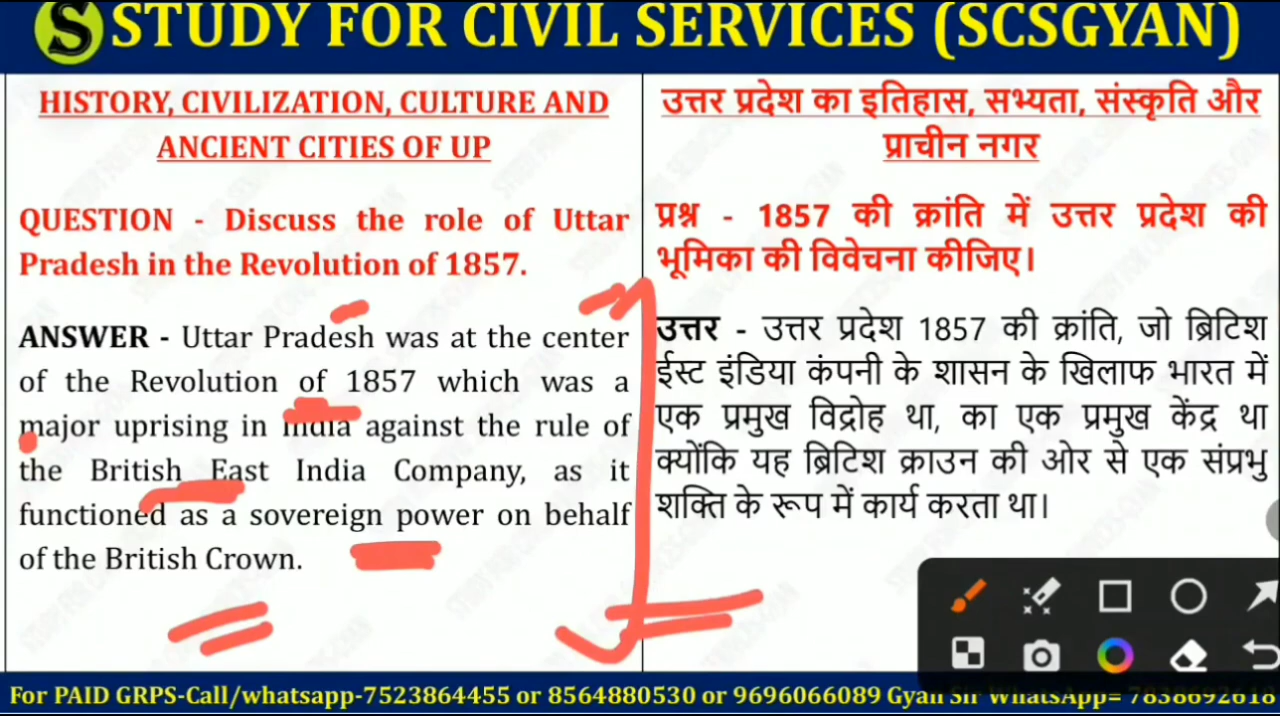 S STUDY FOR CIVIL SERVICES (SCSGYAN)
HISTORY, CIVILIZATION, CULTURE AND
ANCIENT CITIES OF UP
QUESTION - Discuss the role of Uttar
Pradesh in the Revolution of 1857.
ANSWER - Uttar Pradesh was at the center
of the Revolution of 1857 which was a
major uprising in India against the rule of
the British East India Company, as it
functioned as a sovereign power on behalf
of the British Crown.
उत्तर प्रदेश का इतिहास, सभ्यता, संस्कृति और
प्राचीन नगर
प्रश्न - 1857 की क्रांति में उत्तर प्रदेश की
भूमिका की विवेचना कीजिए।
उत्तर - उत्तर प्रदेश 1857 की क्रांति, जो ब्रिटिश
ईस्ट इंडिया कंपनी के शासन के खिलाफ भारत में
एक प्रमुख विद्रोह था, का एक प्रमुख केंद्र था
क्योंकि यह ब्रिटिश क्राउन की ओर से एक संप्रभु
शक्ति के रूप में कार्य करता था।
For PAID GRPS-Call/whatsapp-7523864455 or 8564880530 or 9696066089 Gyan Sir WhatsApp= 7838692618